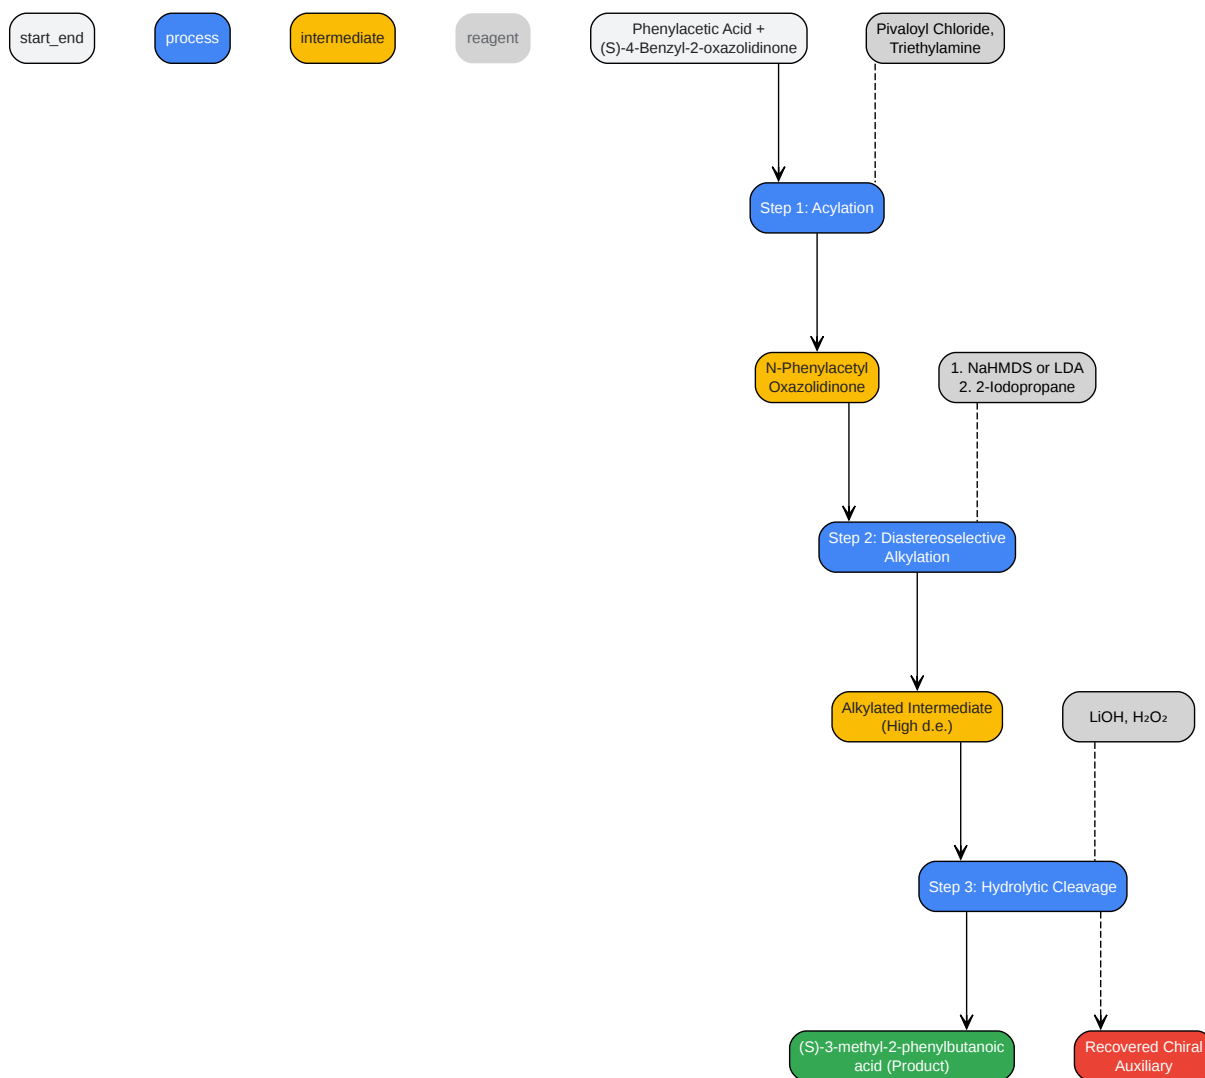 start_end
process
intermediate
reagent
Phenylacetic Acid +
(S)-4-Benzyl-2-oxazolidinone
Pivaloyl Chloride,
Triethylamine
Step 1: Acylation
N-Phenylacetyl
Oxazolidinone
1. NaHMDS or LDA
2. 2-Iodopropane
Step 2: Diastereoselective
Alkylation
Alkylated Intermediate
(High d.e.)
LiOH, H₂O₂
Step 3: Hydrolytic Cleavage
(S)-3-methyl-2-phenylbutanoic
acid (Product)
Recovered Chiral
Auxiliary